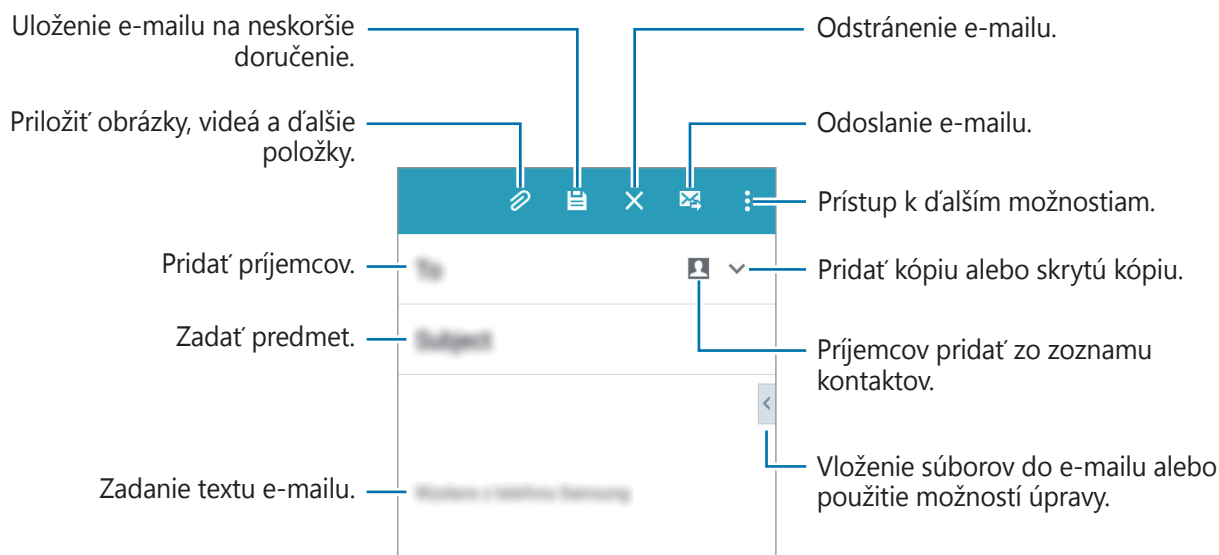 Uloženie e-mailu na neskoršie
doručenie.
Priložiť obrázky, videá a ďalšie
položky.
Pridať príjemcov.
Zadať predmet.
Zadanie textu e-mailu.
To
Subject
Odstránenie e-mailu.
Odoslanie e-mailu.
Prístup k ďalším možnostiam.
Pridať kópiu alebo skrytú kópiu.
Príjemcov pridať zo zoznamu
kontaktov.
Vloženie súborov do e-mailu alebo
použitie možností úpravy.